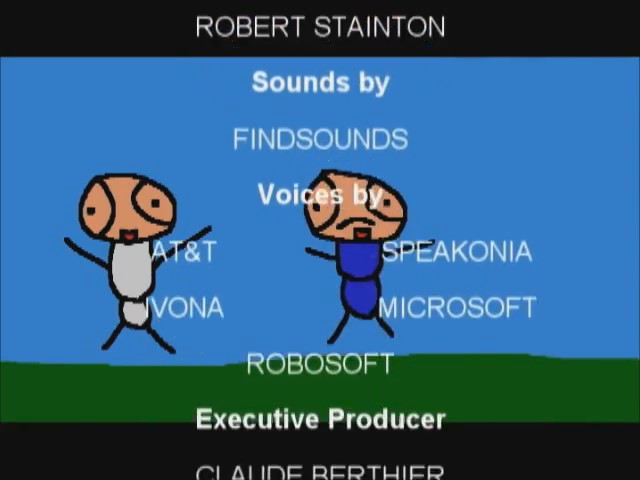 ROBERT STAINTON
Sounds by
FINDSOUNDS
Voices by
AT&T SPEAKONIA
IVONA MICROSOFT
ROBOSOFT
Executive Producer
CLAUDE BERTHIER